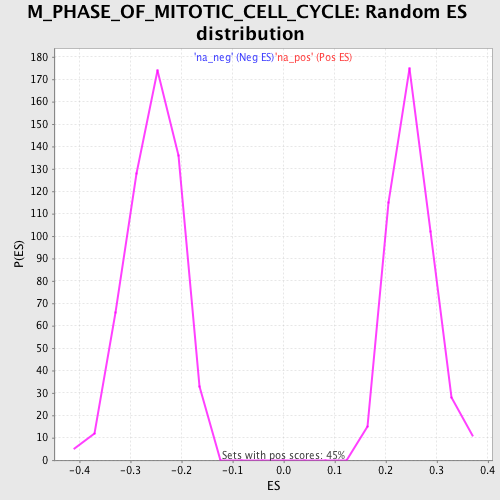 M_PHASE_OF_MITOTIC_CELL_CYCLE: Random ES
distribution
'na_neg' (Neg ES) 'na_pos' (Pos ES)
180
170
160
150
140
130
120
110
100
90
80
70
60
50
40
30
20
10
0
P(ES)
Sets with pos scores: 45%
-0.4 -0.3 -0.2 -0.1 0.0 0.1 0.2 0.3 0.4
ES